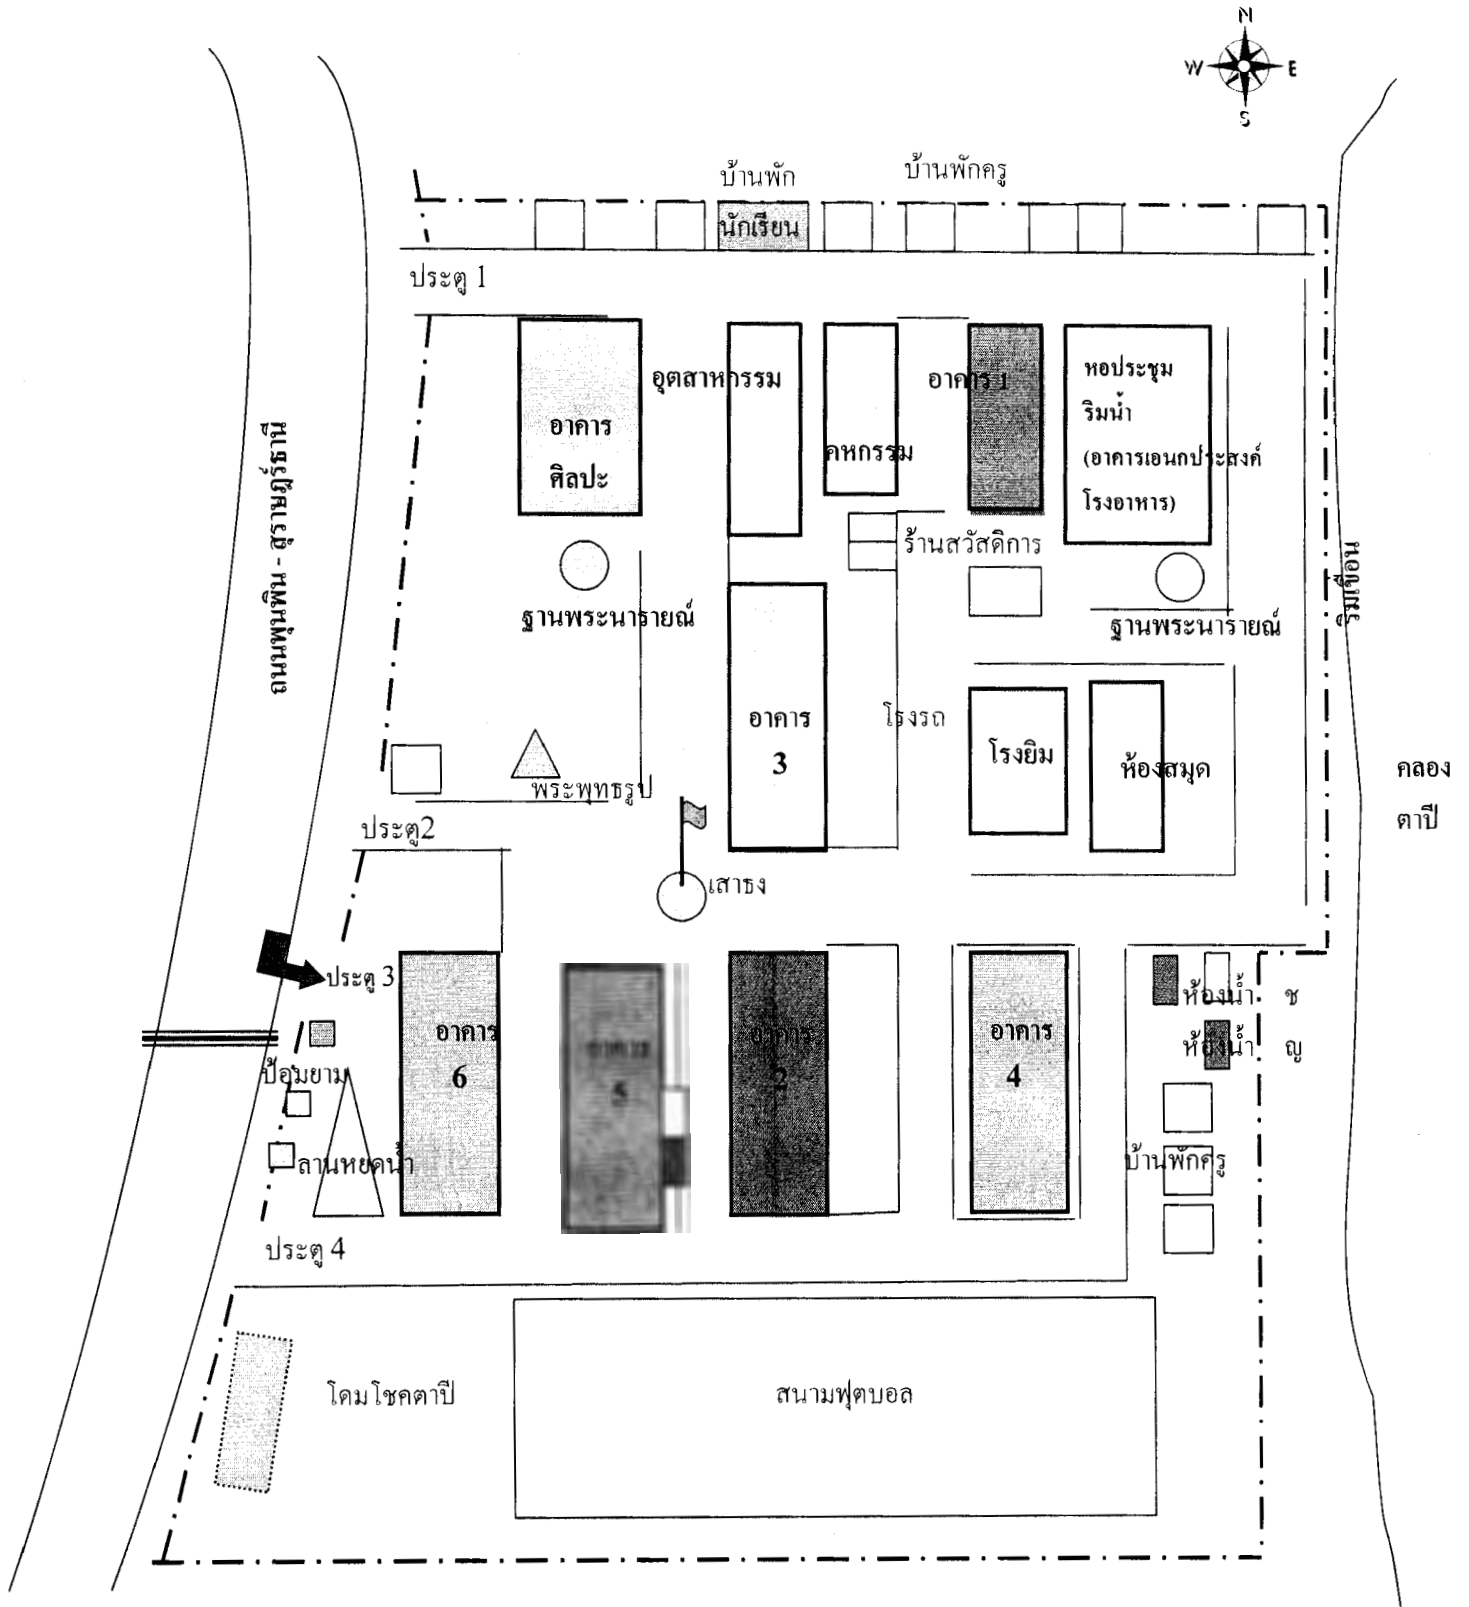 N
W E
S
บ้านพัก
บ้านพักครู
นักเรียน
ประตู 1
อุตสาหกรรม
อาคาร 1
หอประชุม
ริมน้ำ
(อาคารเอนกประสงค์
โรงอาหาร)
อาคาร
ศิลปะ
คหกรรม
ถนนพุนพิน - สุราษฎร์ธานี
ร้านสวัสดิการ
ริมเขื่อน
ฐานพระนารายณ์
ฐานพระนารายณ์
อาคาร
3
โรงรถ
โรงยิม
ห้องสมุด
คลอง
ตาปี
พระพุทธรูป
ประตู2
เสาธง
ประตู 3
ห้องน้ำ ช
ห้องน้ำ ญ
อาคาร
6
อาคาร
5
อาคาร
2
อาคาร
4
ป้อมยาม
ลานหยดน้ำ
บ้านพักครู
ประตู 4
โดมโชคตาปี
สนามฟุตบอล